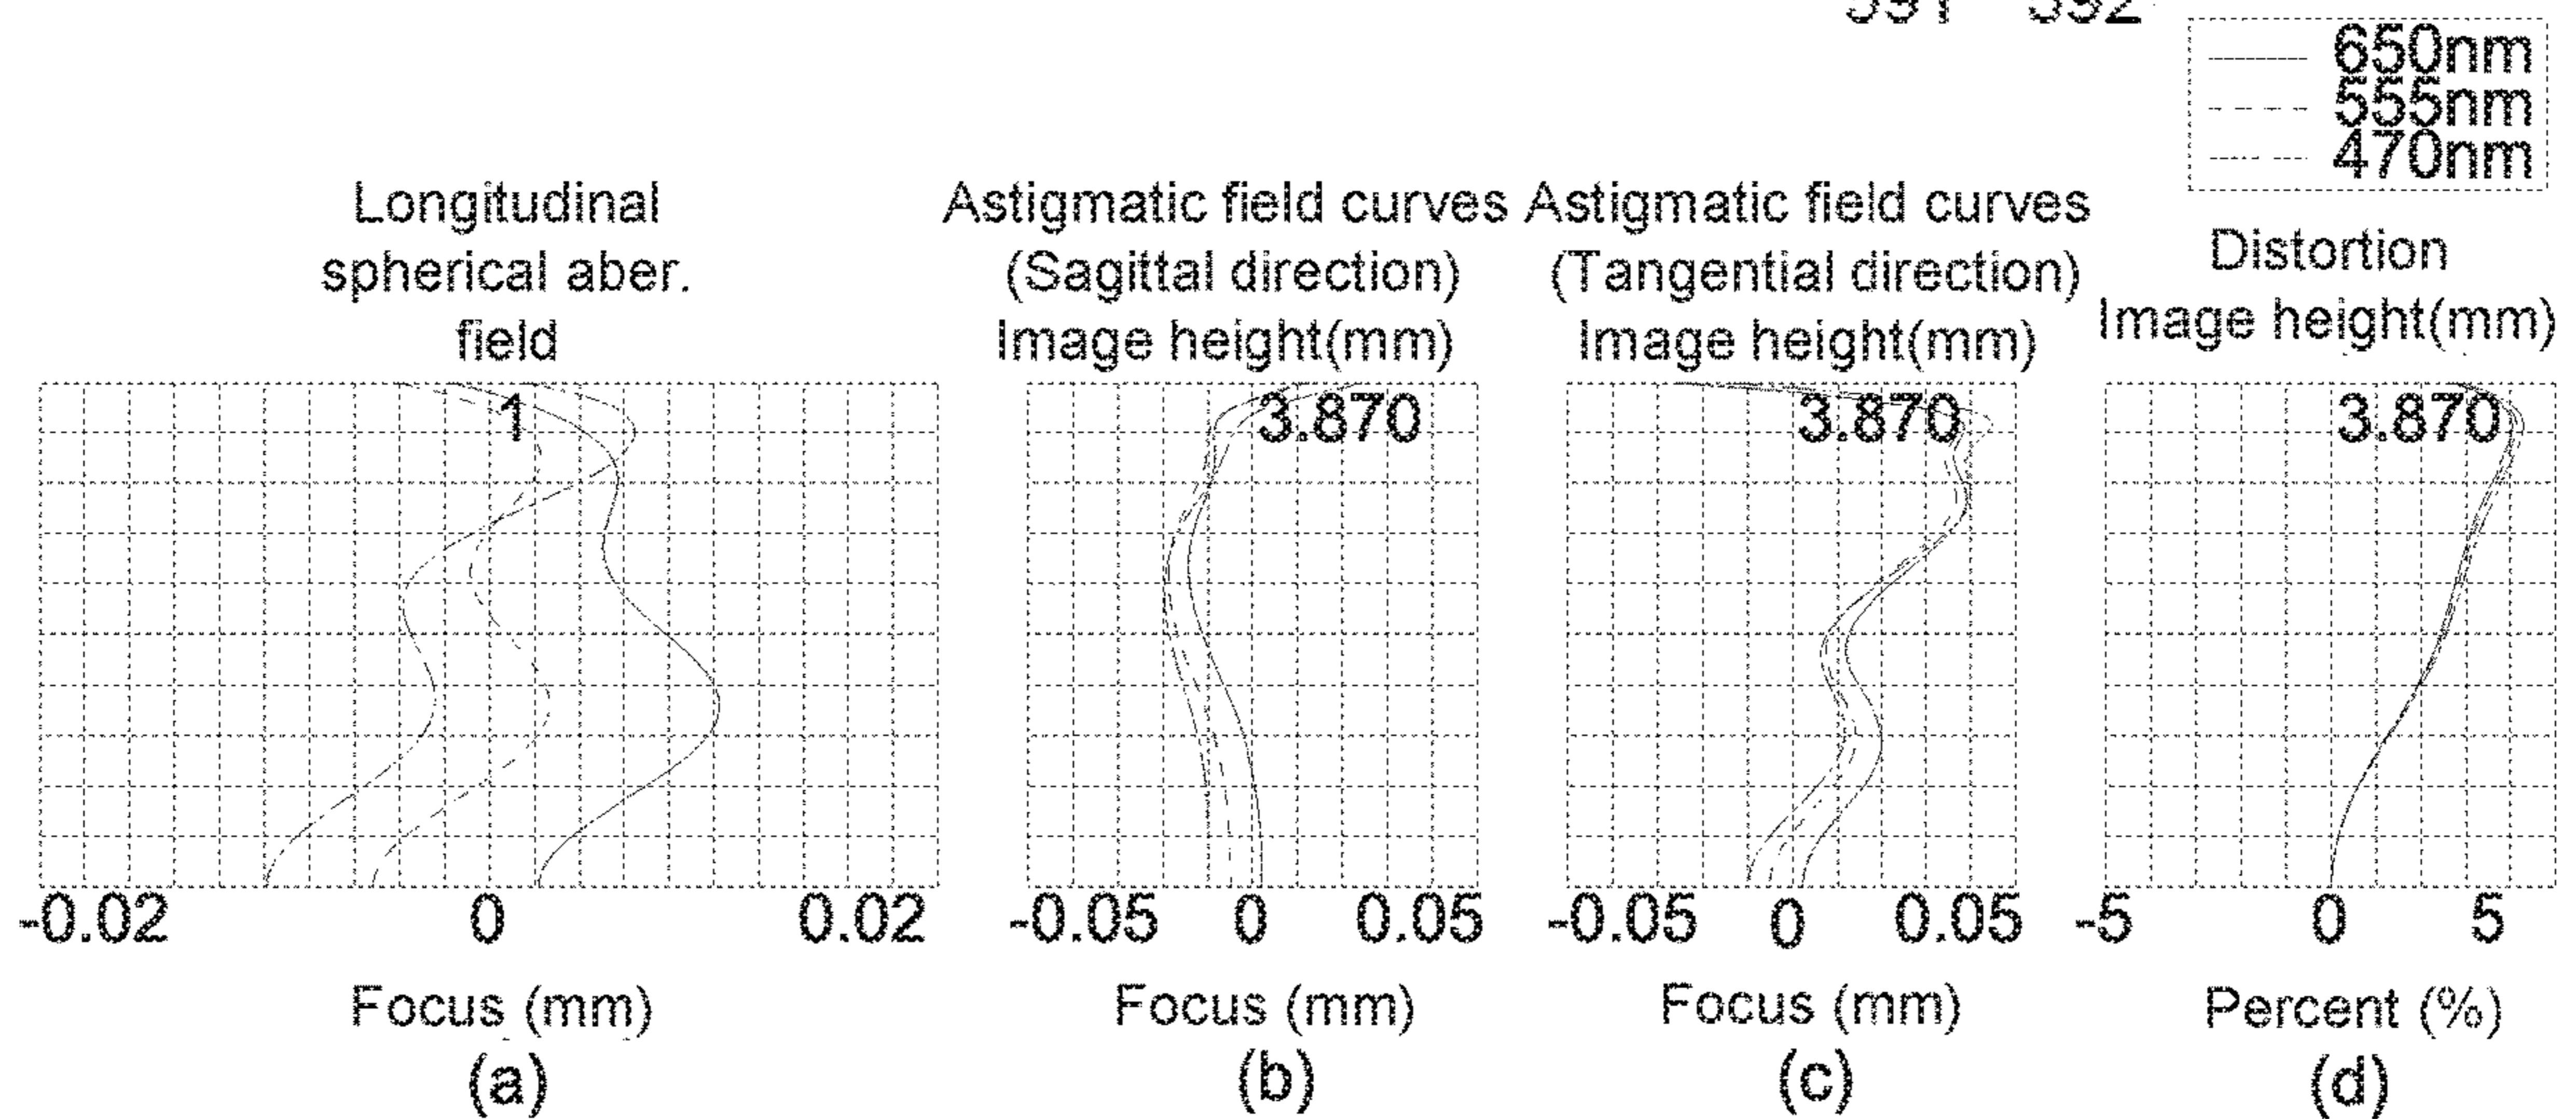 650nm
555nm
470nm
Longitudinal
spherical aber.
field
Astigmatic field curves
(Sagittal direction)
Image height(mm)
Astigmatic field curves
(Tangential direction)
Image height(mm)
Distortion
Image height(mm)
1
3.870
3.870
3.870
-0.02 0 0.02
-0.05 0 0.05
-0.05 0 0.05
-5 0 5
Focus (mm)
Focus (mm)
Focus (mm)
Percent (%)
(a)
(b)
(c)
(d)